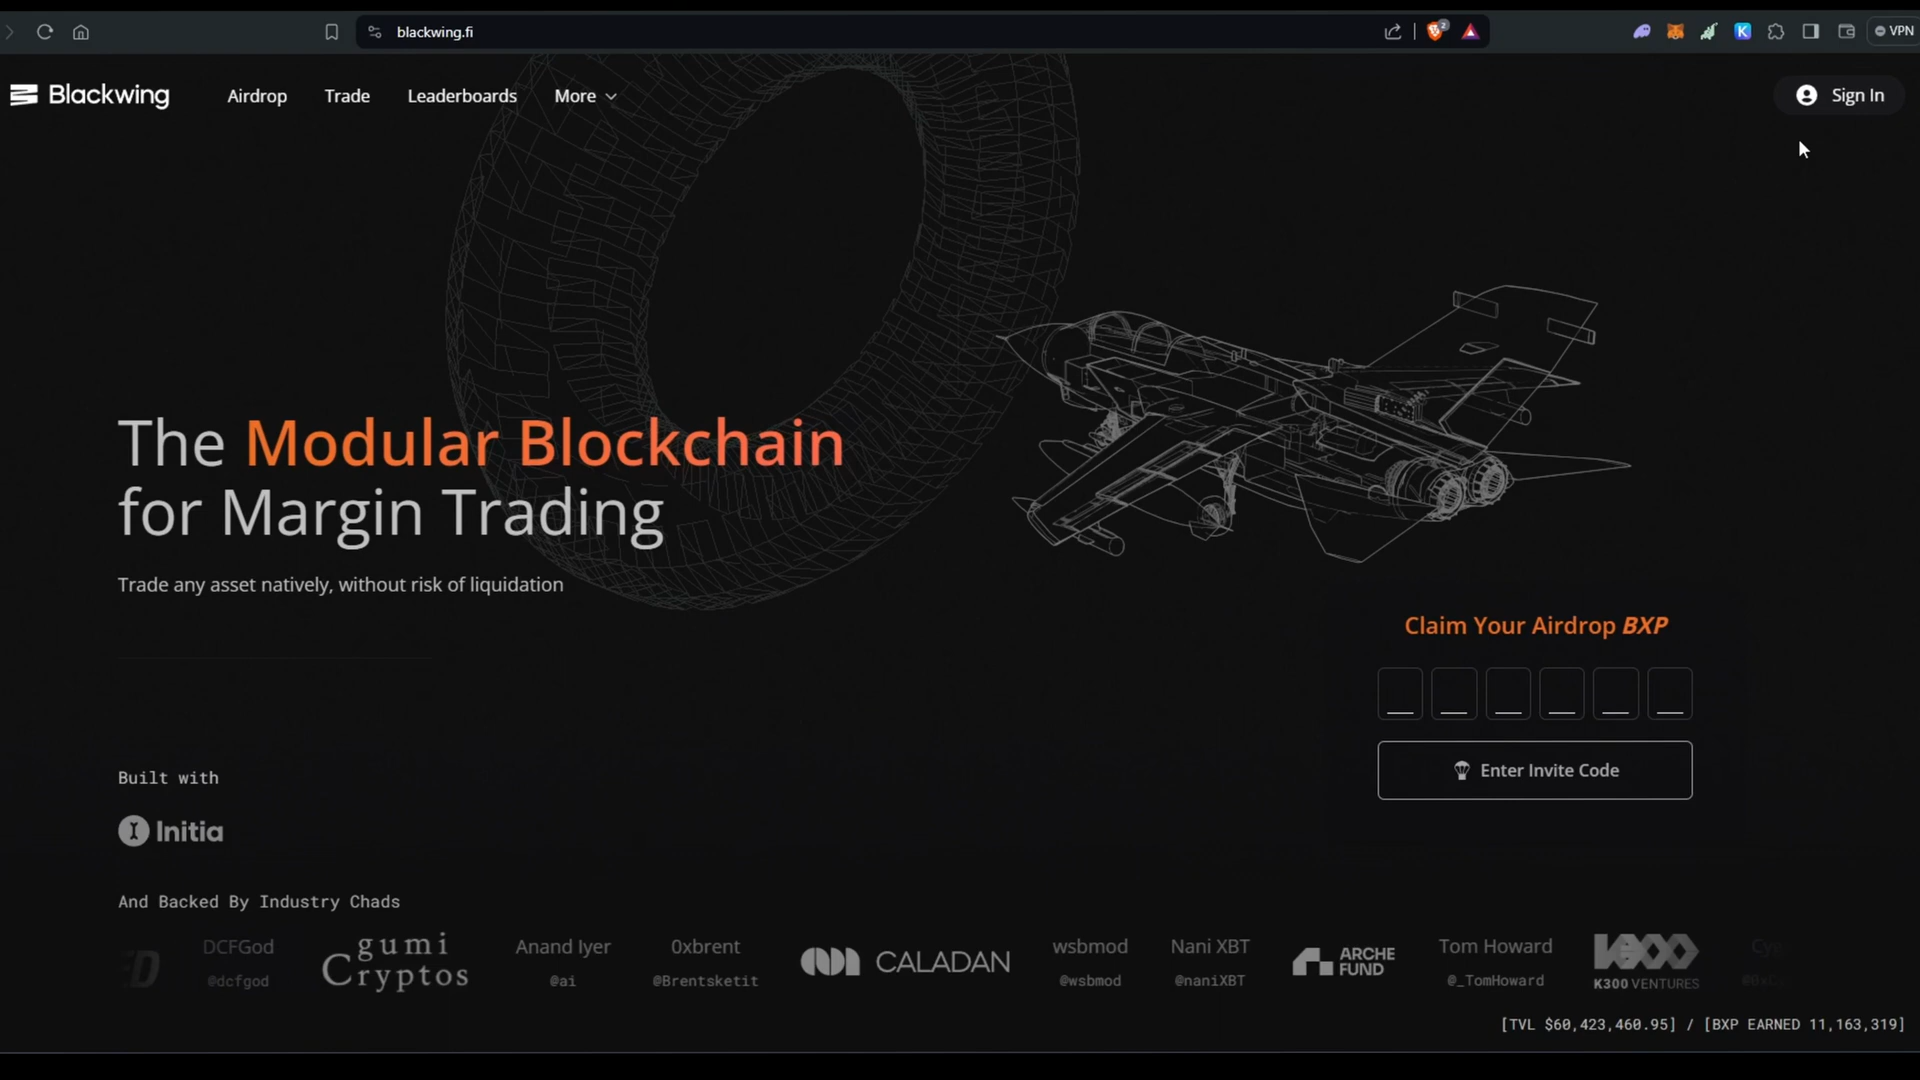 blackwing.fi
2
K
VPN
Blackwing
Airdrop
Trade
Leaderboards
More
Sign In
The Modular Blockchain
for Margin Trading
Trade any asset natively, without risk of liquidation
Claim Your Airdrop BXP
Enter Invite Code
Built with
Initia
And Backed By Industry Chads
DCFGod
@dcfgod
gumi
Cryptos
Anand Iyer
@ai
0xbrent
@Brentsketit
CALADAN
wsbmod
@wsbmod
Nani XBT
@naniXBT
ARCHE
FUND
Tom Howard
@_TomHoward
K300 VENTURES
[TVL $60,423,460.95] / [BXP EARNED 11,163,319]